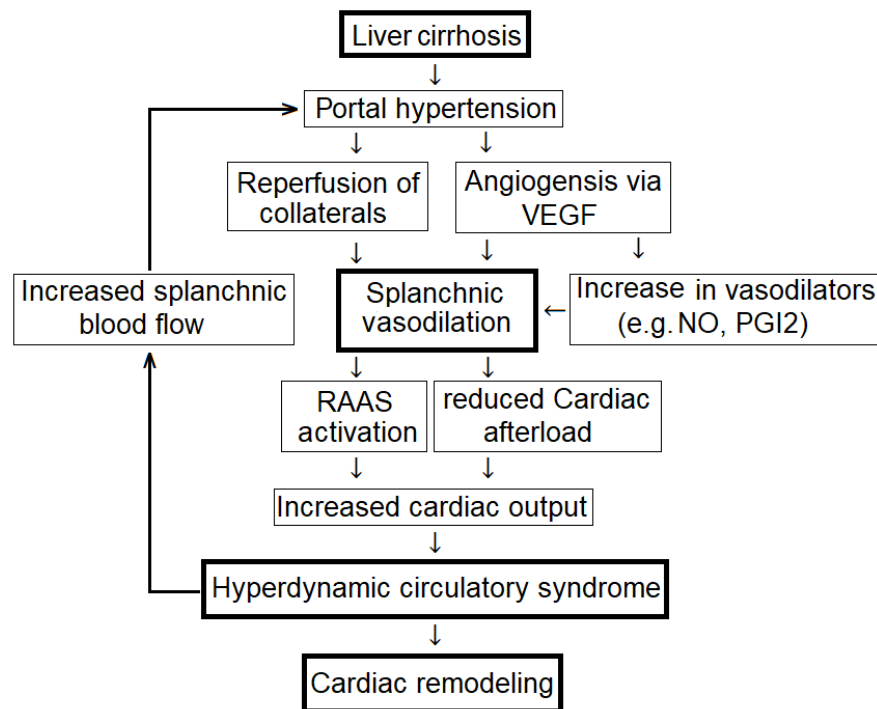 Liver cirrhosis
↓
Portal hypertension
↓ ↓
Reperfusion of
collaterals
Angiogensis via
VEGF
↓ ↓ ↓
Increased splanchnic
blood flow
Splanchnic
vasodilation
←
Increase in vasodilators
(e.g. NO, PGI2)
↓ ↓
RAAS
activation
reduced Cardiac
afterload
↓ ↓
Increased cardiac output
↓
Hyperdynamic circulatory syndrome
↓
Cardiac remodeling